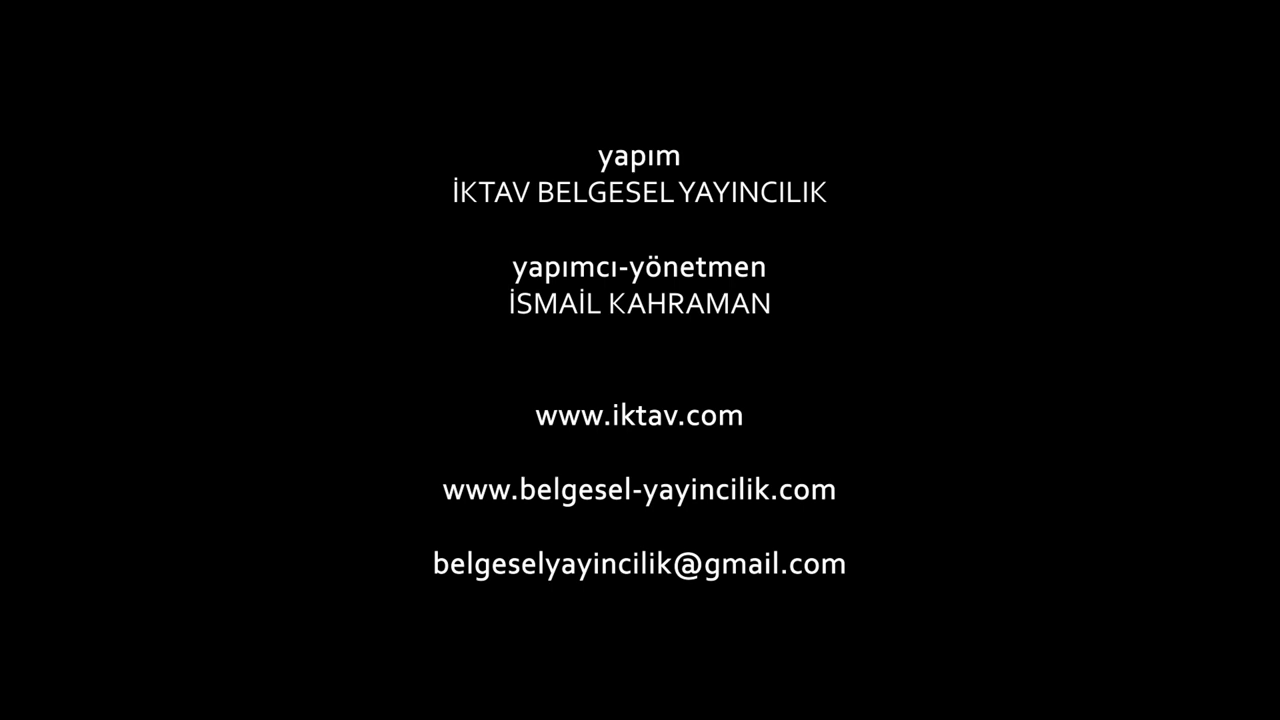 yapım
İKTAV BELGESEL YAYINCILIK
yapımcı-yönetmen
İSMAİL KAHRAMAN
www.iktav.com
www.belgesel-yayincilik.com
belgeselyayincilik@gmail.com